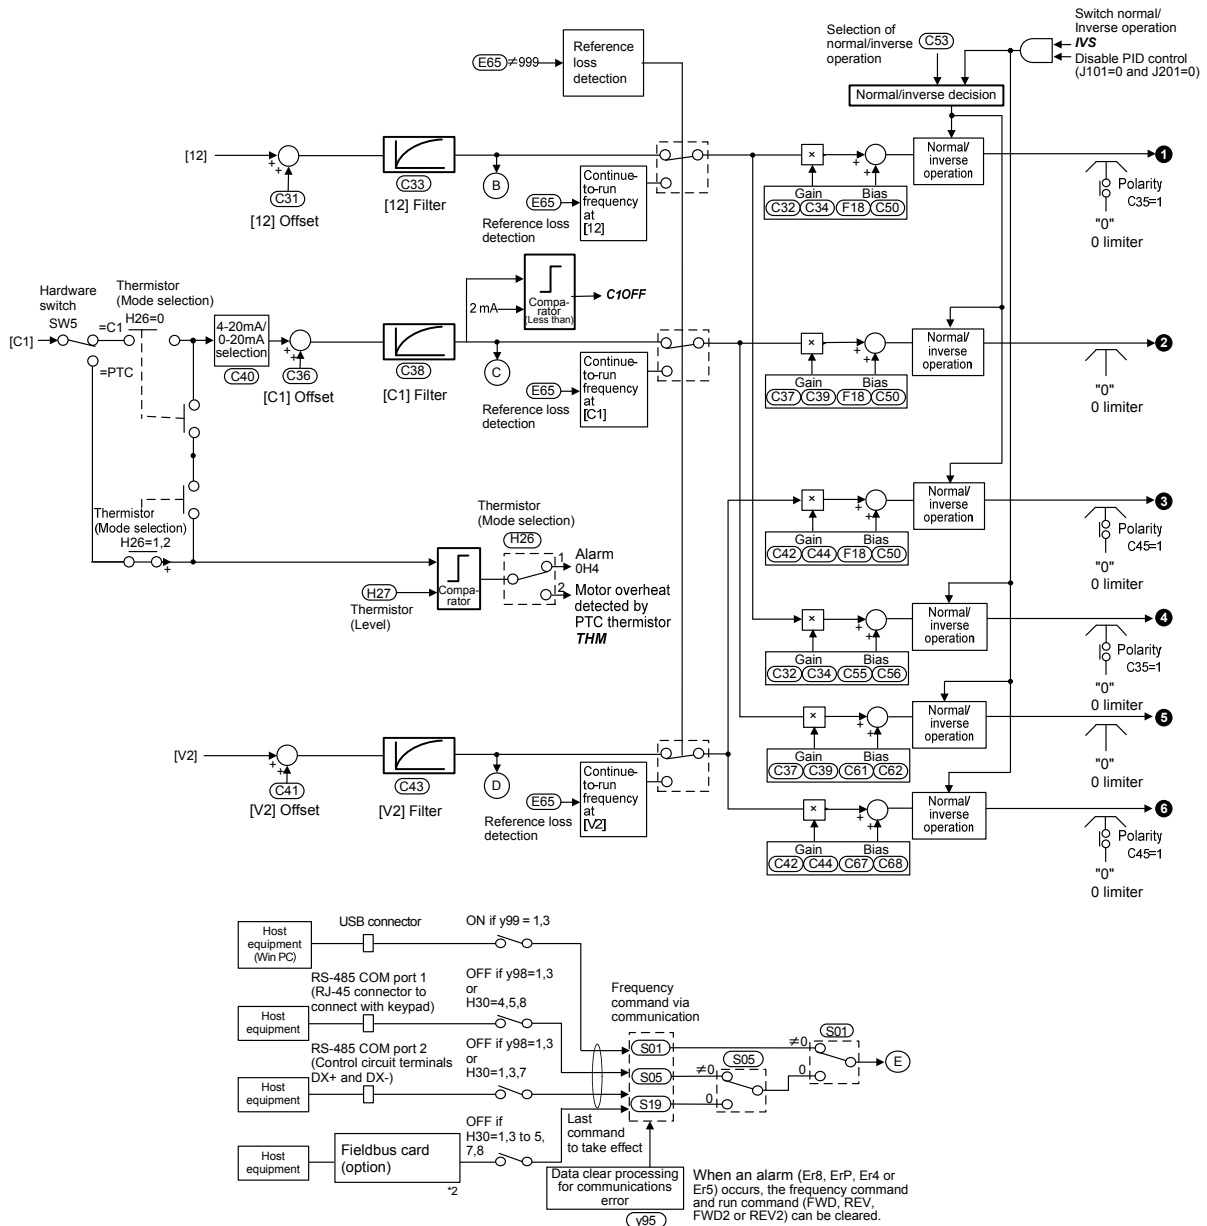 Switch normal/
Inverse operation
IVS
Disable PID control
(J101=0 and J201=0)
Selection of
normal/inverse
operation
C53
Normal/inverse decision
E65 ≠999
Reference
loss
detection
[12]
+
+
C31
[12] Offset
C33
[12] Filter
B
E65
Reference loss
detection
Continue-
to-run
frequency
at
[12]
×
+
+
Gain Bias
C32 C34 F18 C50
Normal/
inverse
operation
1
Polarity
C35=1
"0"
0 limiter
Hardware
switch
SW5
[C1]
=C1
=PTC
Thermistor
(Mode selection)
H26=0
4-20mA/
0-20mA
selection
C40
+
+
C36
[C1] Offset
C38
[C1] Filter
2 mA
Compa-
rator
(Less than)
C1OFF
C
E65
Reference loss
detection
Continue-
to-run
frequency
at
[C1]
×
+
+
Gain Bias
C37 C39 F18 C50
Normal/
inverse
operation
2
"0"
0 limiter
Thermistor
(Mode selection)
H26=1,2
+
H27
Thermistor
(Level)
Compa-
rator
Thermistor
(Mode selection)
H26
1
Alarm
0H4
2
Motor overheat
detected by
PTC thermistor
THM
×
+
+
Gain Bias
C42 C44 F18 C50
Normal/
inverse
operation
3
Polarity
C45=1
"0"
0 limiter
×
+
+
Gain Bias
C32 C34 C55 C56
Normal/
inverse
operation
4
Polarity
C35=1
"0"
0 limiter
×
+
+
Gain Bias
C37 C39 C61 C62
Normal/
inverse
operation
5
"0"
0 limiter
[V2]
+
+
C41
[V2] Offset
C43
[V2] Filter
D
E65
Reference loss
detection
Continue-
to-run
frequency
at
[V2]
×
+
+
Gain Bias
C42 C44 C67 C68
Normal/
inverse
operation
6
Polarity
C45=1
"0"
0 limiter
Host
equipment
(Win PC)
USB connector
ON if y99 = 1,3
RS-485 COM port 1
(RJ-45 connector to
connect with keypad)
Host
equipment
OFF if y98=1,3
or
H30=4,5,8
RS-485 COM port 2
(Control circuit terminals
DX+ and DX-)
Host
equipment
OFF if y98=1,3
or
H30=1,3,7
Host
equipment
Fieldbus card
(option)
*2
OFF if
H30=1,3 to 5,
7,8
Frequency
command via
communication
S01
S05
S19
Last
command
to take effect
≠0
0
S05
≠0
0
S01
E
Data clear processing
for communications
error
y95
When an alarm (Er8, ErP, Er4 or
Er5) occurs, the frequency command
and run command (FWD, REV,
FWD2 or REV2) can be cleared.